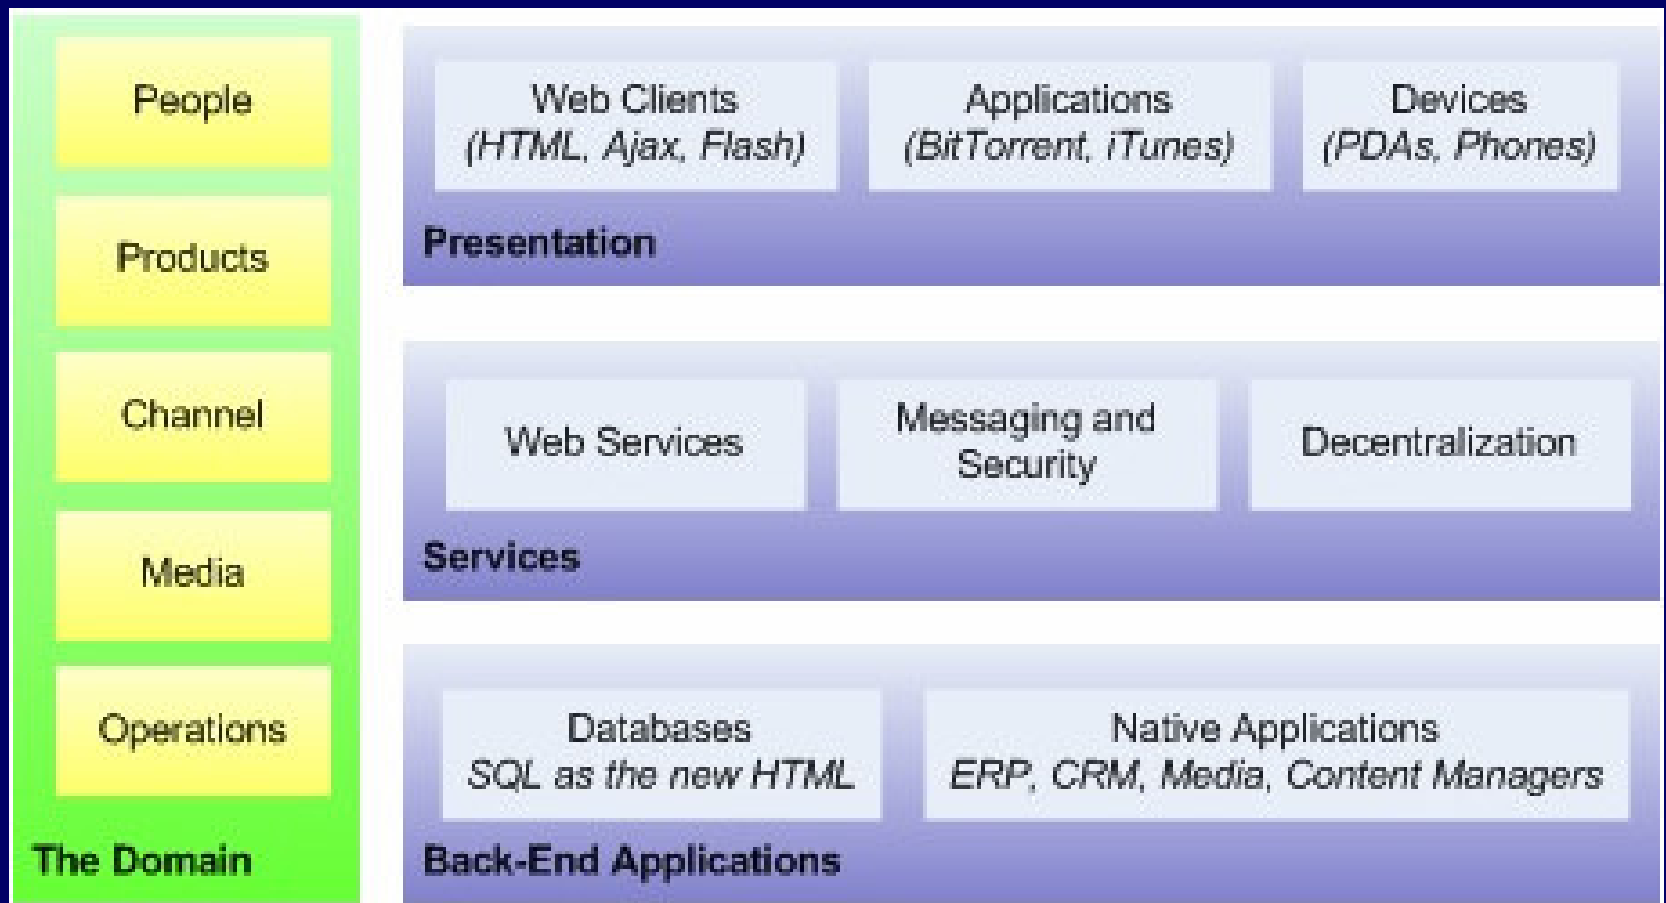 People
Products
Channel
Media
Operations
The Domain
Web Clients
(HTML, Ajax, Flash)
Applications
(BitTorrent, iTunes)
Devices
(PDAs, Phones)
Presentation
Web Services
Messaging and
Security
Decentralization
Services
Databases
SQL as the new HTML
Native Applications
ERP, CRM, Media, Content Managers
Back-End Applications